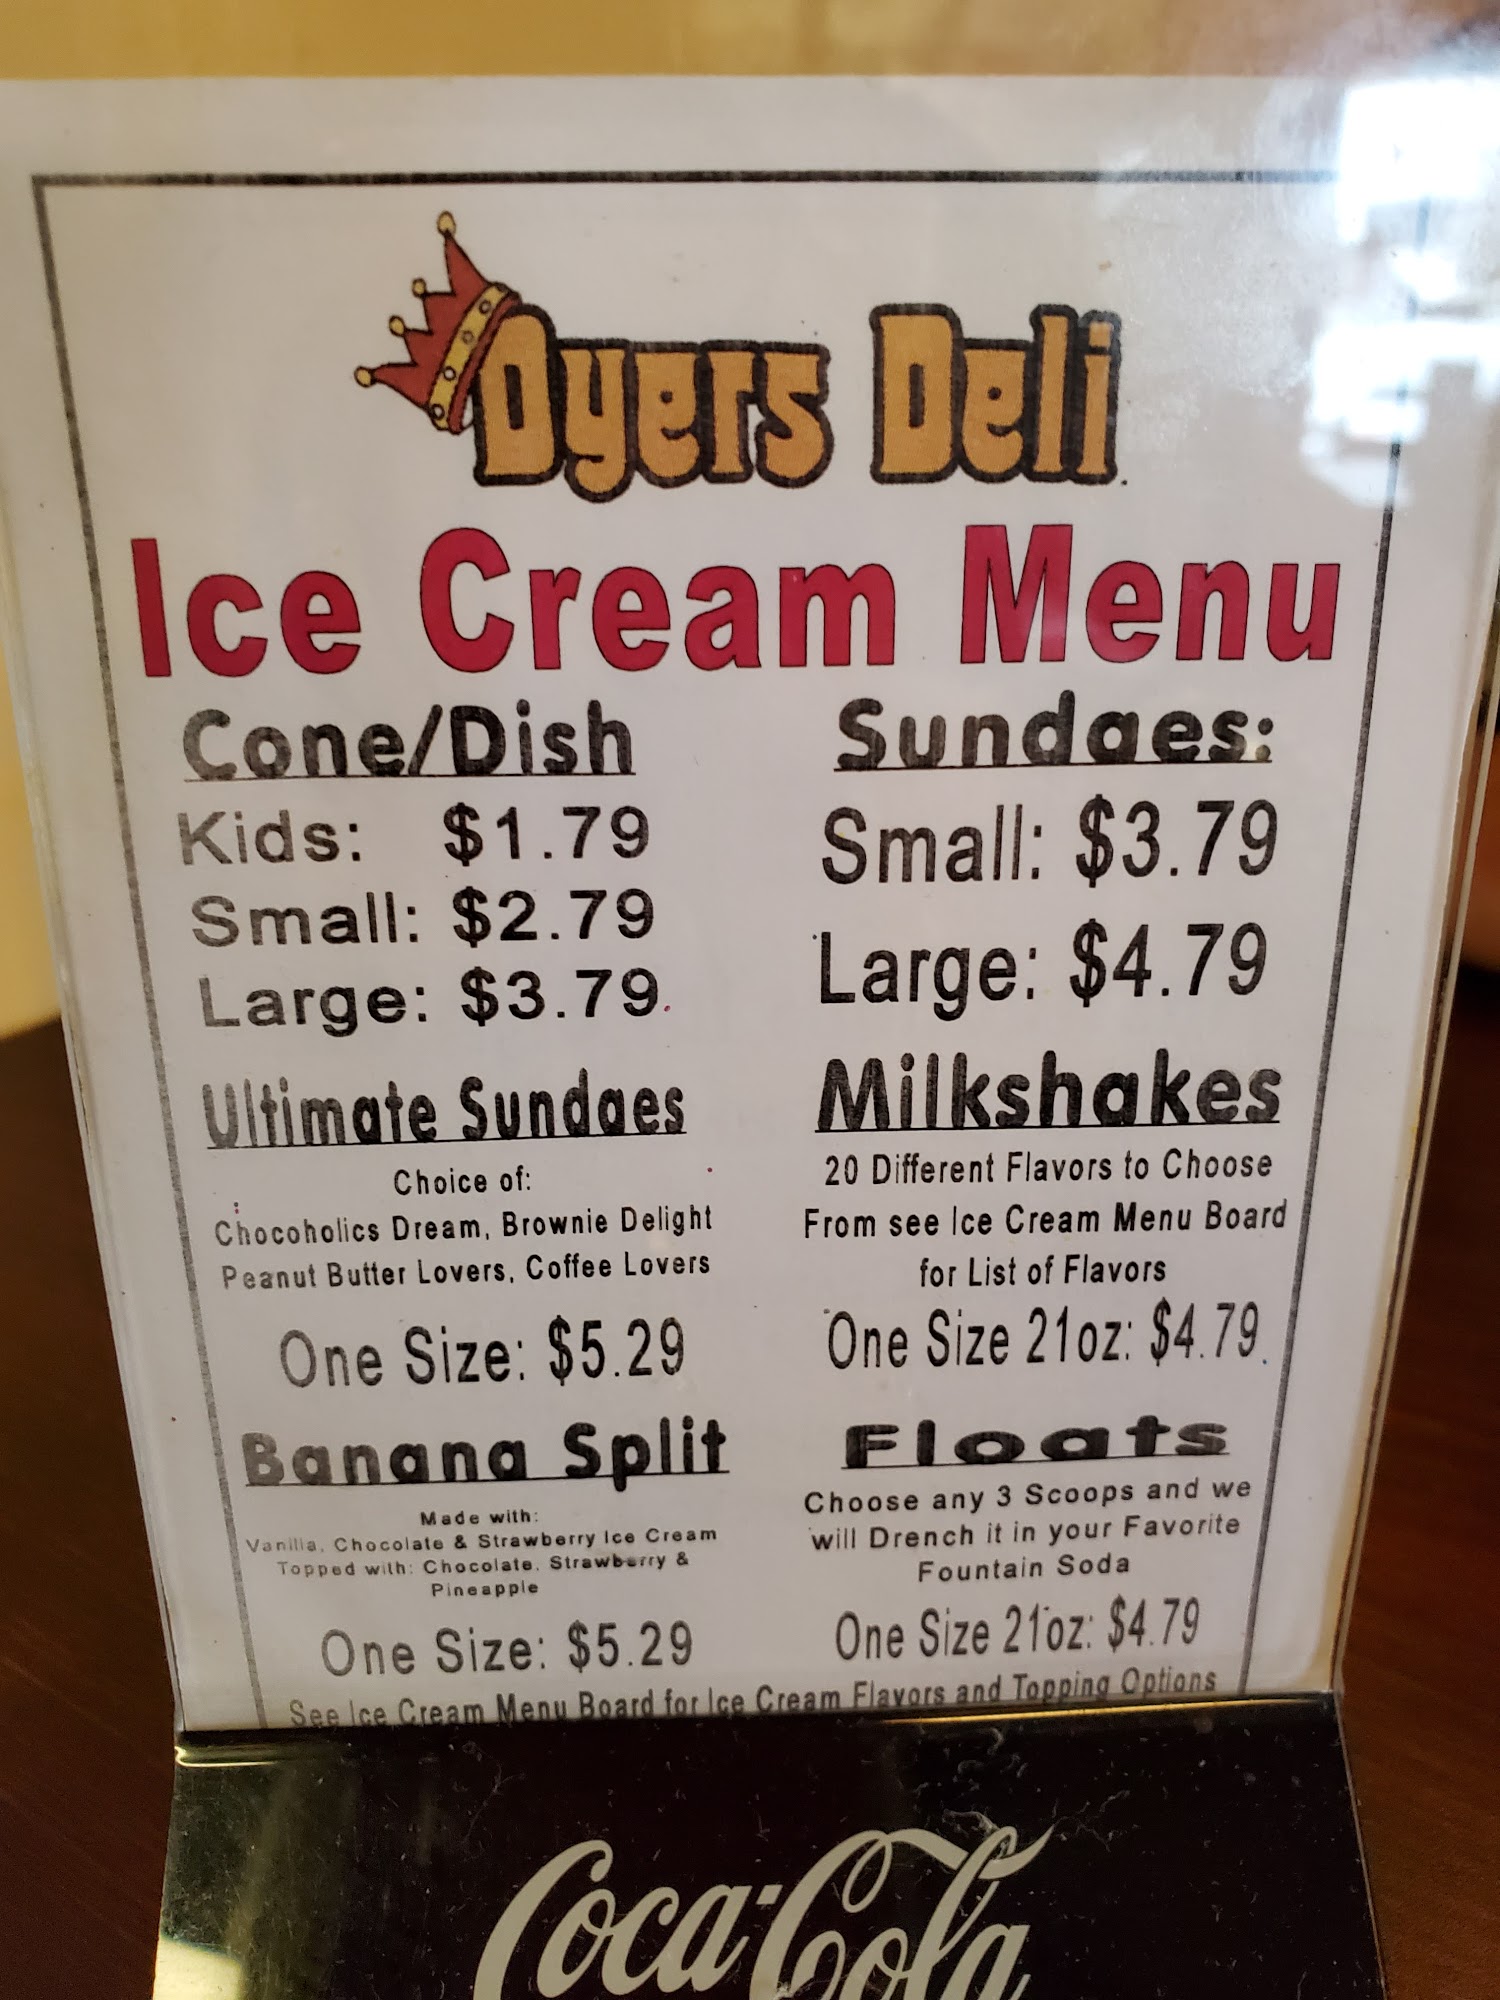 Dyers Deli
Ice Cream Menu
Cone/Dish
Kids: $1.79
Small: $2.79
Large: $3.79
Ultimate Sundaes
Choice of:
Chocoholics Dream, Brownie Delight
Peanut Butter Lovers, Coffee Lovers
One Size: $5.29
Banana Split
Made with:
Vanilla, Chocolate & Strawberry Ice Cream
Topped with: Chocolate, Strawberry &
Pineapple
One Size: $5.29
Sundaes:
Small: $3.79
Large: $4.79
Milkshakes
20 Different Flavors to Choose
From see Ice Cream Menu Board
for List of Flavors
One Size 21oz: $4.79
Floats
Choose any 3 Scoops and we
will Drench it in your Favorite
Fountain Soda
One Size 21oz: $4.79
See Ice Cream Menu Board for Ice Cream Flavors and Topping Options
Coca-Cola